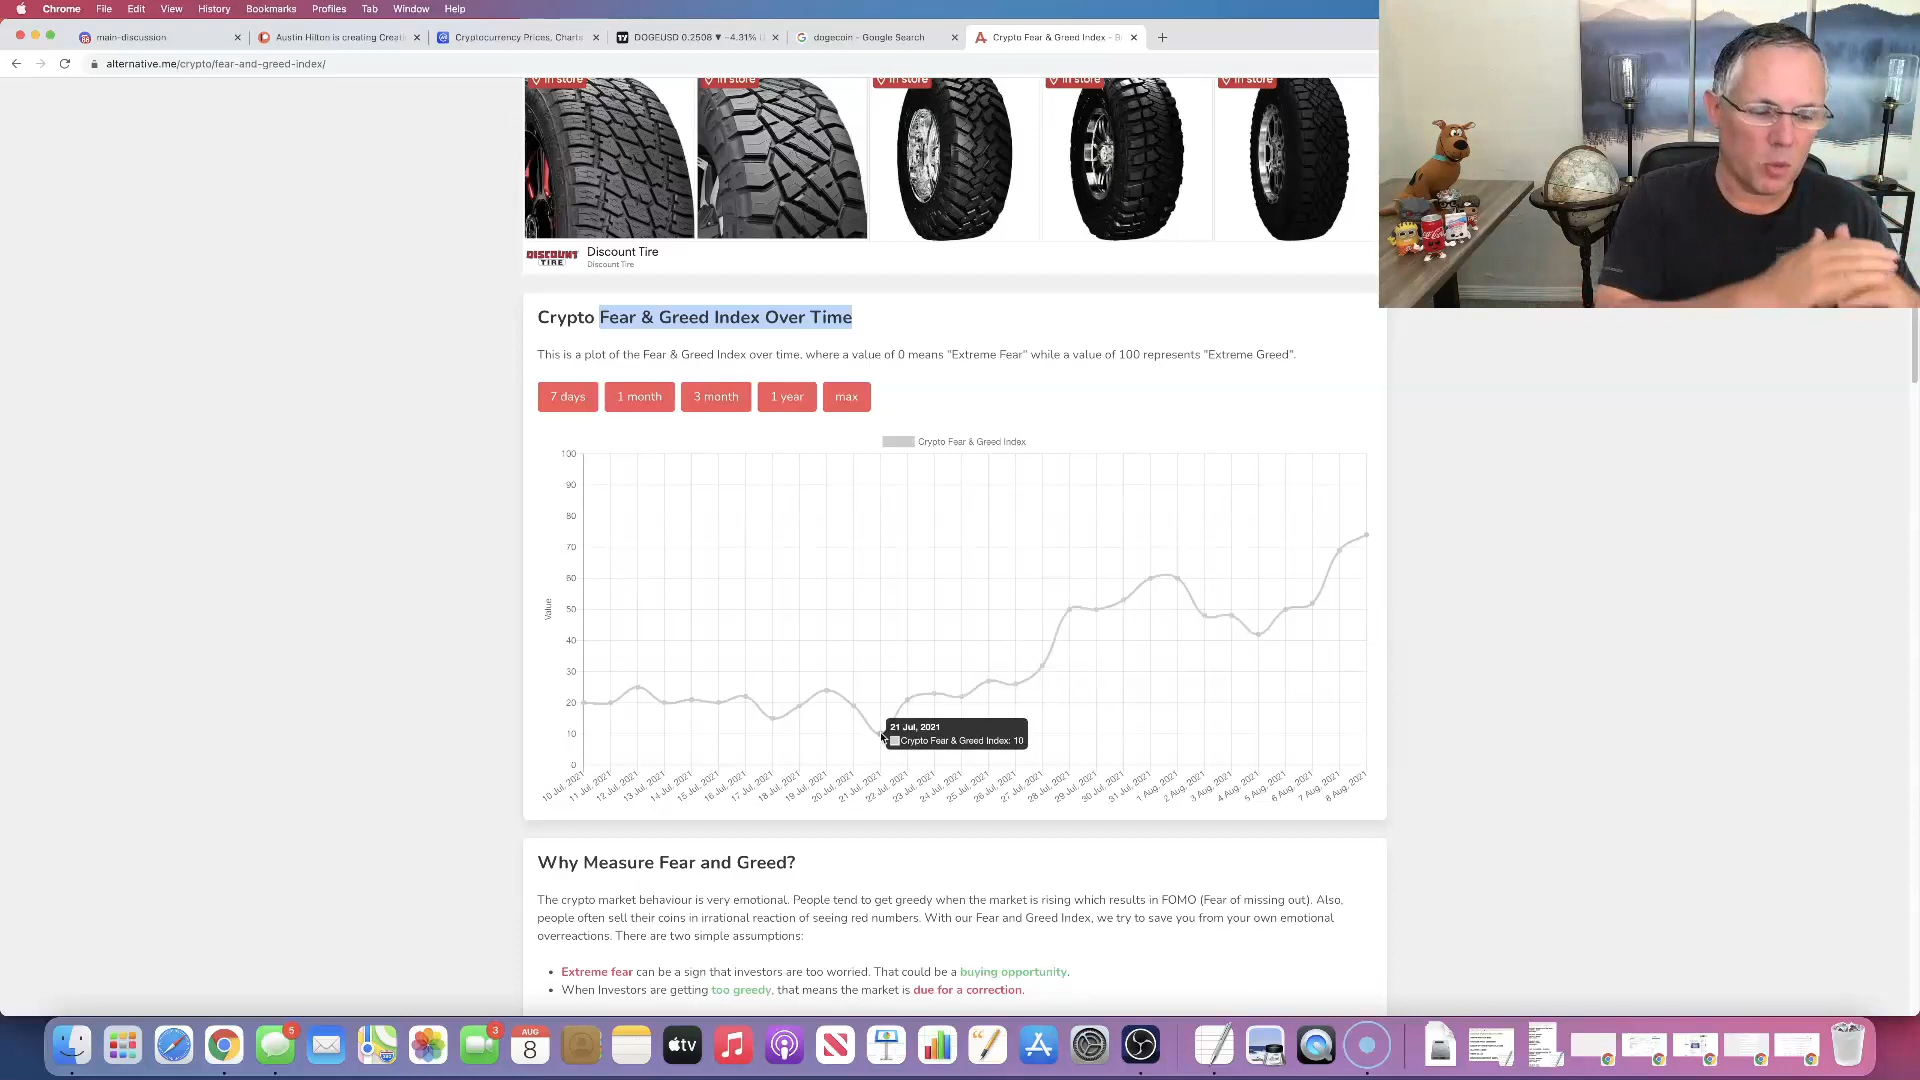 Chrome File Edit View History Bookmarks Profiles Tab Window Help
main-discussion
Austin Hilton is creating Creati
Cryptocurrency Prices, Charts
DOGEUSD 0.2508 ▼ −4.31%
dogecoin - Google Search
Crypto Fear & Greed Index - Bi
alternative.me/crypto/fear-and-greed-index/
In store In store In store In store In store
DISCOUNT TIRE
Discount Tire
Discount Tire
Crypto Fear & Greed Index Over Time
This is a plot of the Fear & Greed Index over time, where a value of 0 means "Extreme Fear" while a value of 100 represents "Extreme Greed".
7 days 1 month 3 month 1 year max
Crypto Fear & Greed Index
100
90
80
70
60
50
40
30
20
10
0
Value
21 Jul, 2021
Crypto Fear & Greed Index: 10
10 Jul, 2021 11 Jul, 2021 12 Jul, 2021 13 Jul, 2021 14 Jul, 2021 15 Jul, 2021 16 Jul, 2021 17 Jul, 2021 18 Jul, 2021 19 Jul, 2021 20 Jul, 2021 21 Jul, 2021 22 Jul, 2021 23 Jul, 2021 24 Jul, 2021 25 Jul, 2021 26 Jul, 2021 27 Jul, 2021 28 Jul, 2021 29 Jul, 2021 30 Jul, 2021 31 Jul, 2021 1 Aug, 2021 2 Aug, 2021 3 Aug, 2021 4 Aug, 2021 5 Aug, 2021 6 Aug, 2021 7 Aug, 2021 8 Aug, 2021
Why Measure Fear and Greed?
The crypto market behaviour is very emotional. People tend to get greedy when the market is rising which results in FOMO (Fear of missing out). Also,
people often sell their coins in irrational reaction of seeing red numbers. With our Fear and Greed Index, we try to save you from your own emotional
overreactions. There are two simple assumptions:
• Extreme fear can be a sign that investors are too worried. That could be a buying opportunity.
• When Investors are getting too greedy, that means the market is due for a correction.
5
3
AUG
8
tv